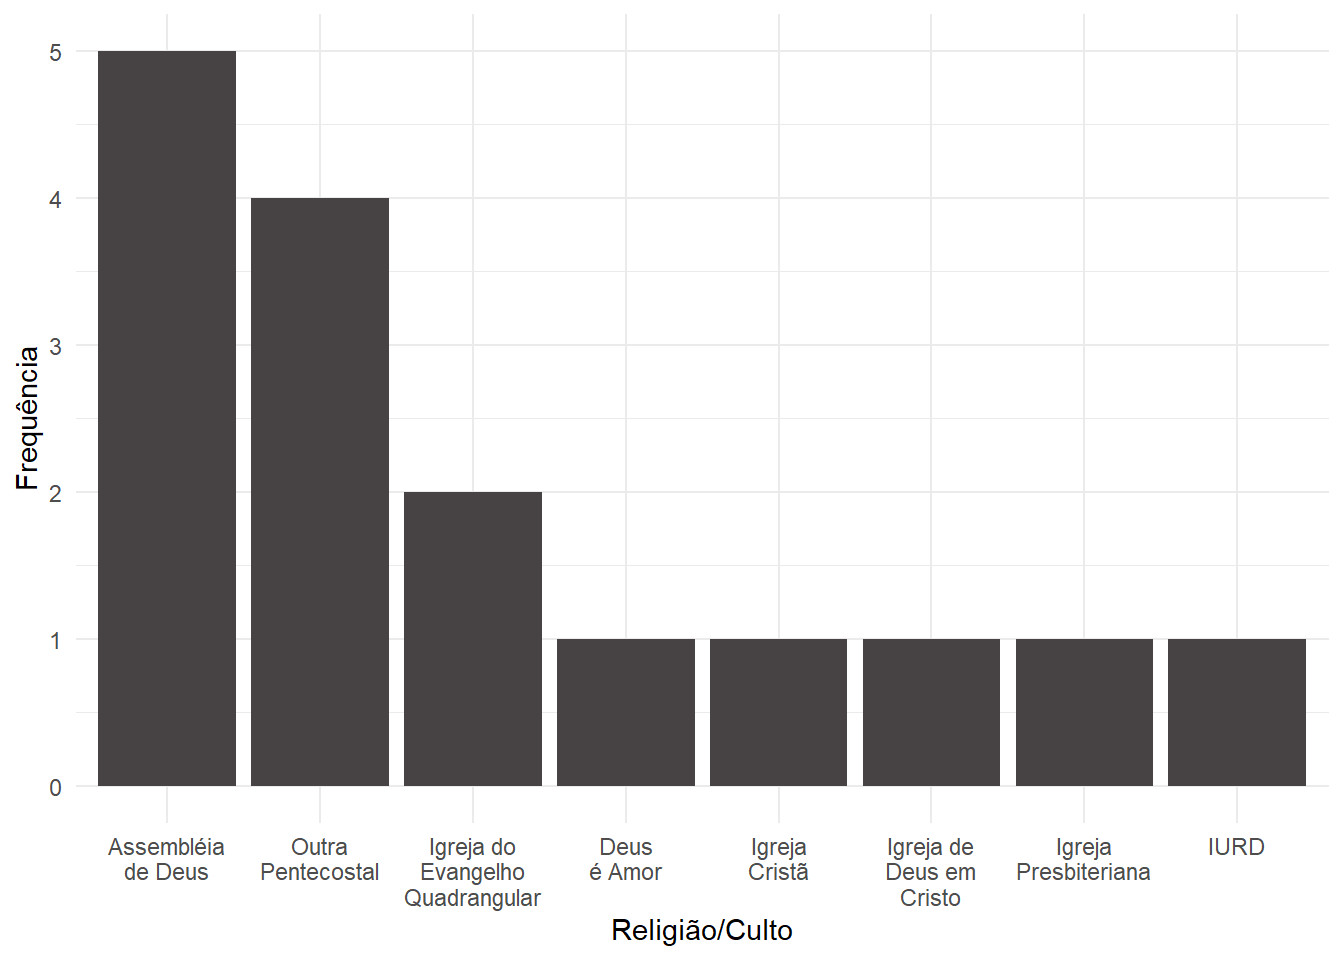 5
4
3
2
1
0
Frequência
Assembléia
de Deus
Outra
Pentecostal
Igreja do
Evangelho
Quadrangular
Deus
é Amor
Igreja
Cristã
Igreja de
Deus em
Cristo
Igreja
Presbiteriana
IURD
Religião/Culto